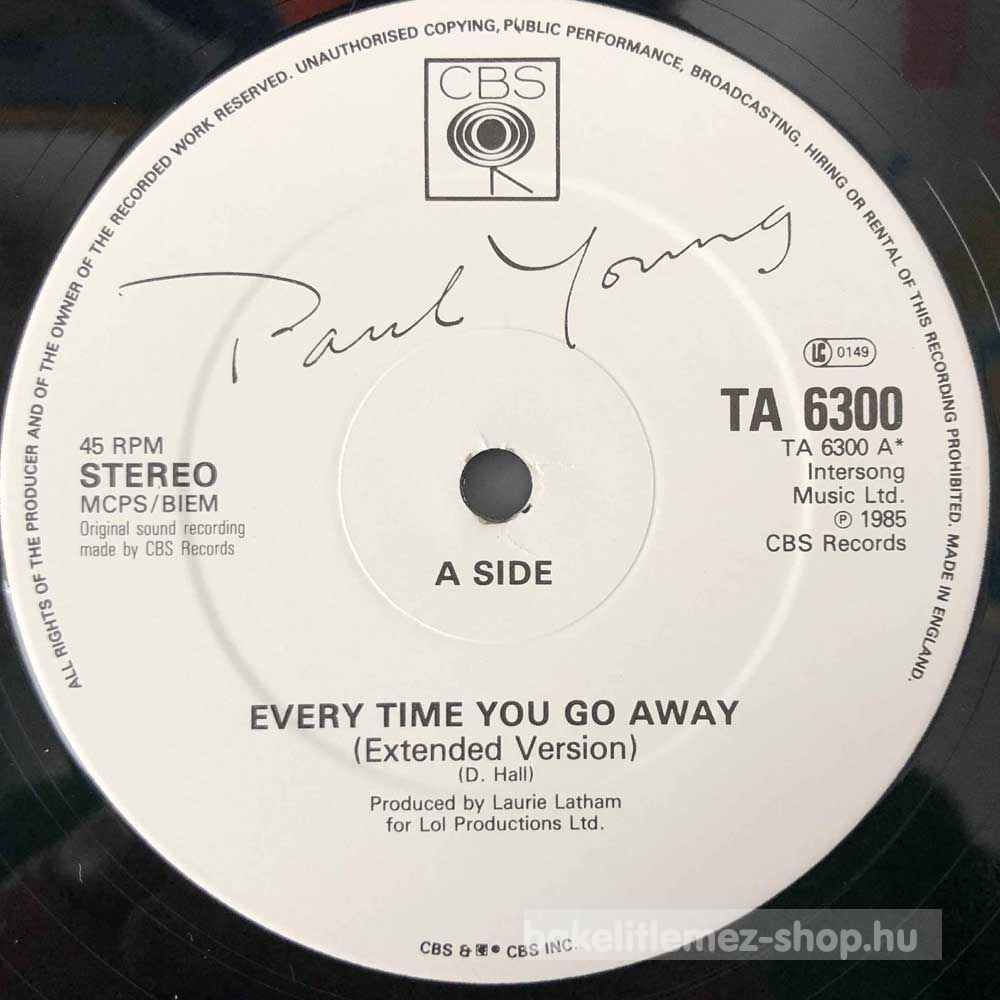 ALL RIGHTS OF THE PRODUCER AND OF THE OWNER OF THE RECORDED WORK RESERVED. UNAUTHORISED COPYING, PUBLIC PERFORMANCE, BROADCASTING, HIRING OR RENTAL OF THIS RECORDING PROHIBITED. MADE IN ENGLAND.
CBS
Paul Young
LC 0149
TA 6300
TA 6300 A*
Intersong
Music Ltd.
℗ 1985
CBS Records
45 RPM
STEREO
MCPS/BIEM
Original sound recording
made by CBS Records
A SIDE
EVERY TIME YOU GO AWAY
(Extended Version)
(D. Hall)
Produced by Laurie Latham
for Lol Productions Ltd.
CBS & CBS INC.
bakelitlemez-shop.hu